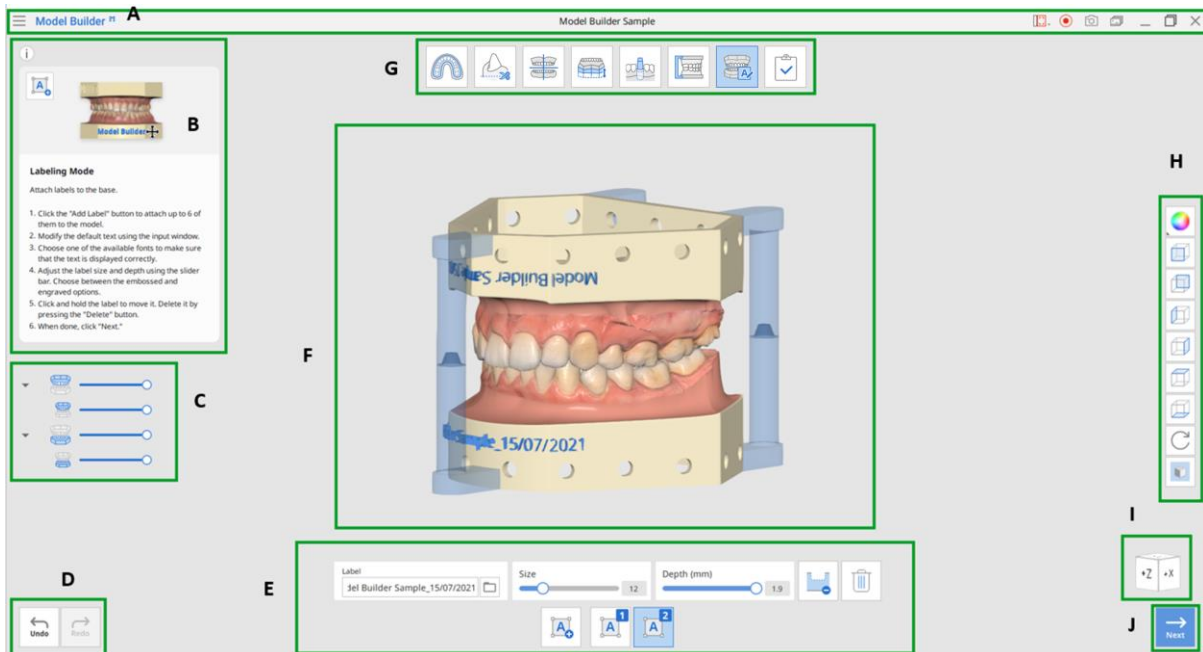 Model Builder
A
Model Builder Sample
G
A
A
Model Builder
B
Labeling Mode
Attach labels to the base.
1. Click the "Add Label" button to attach up to 6 of
them to the model.
2. Modify the default text using the input window.
3. Choose one of the available fonts to make sure
that the text is displayed correctly.
4. Adjust the label size and depth using the slider
bar. Choose between the embossed and
engraved options.
5. Click and hold the label to move it. Delete it by
pressing the "Delete" button.
6. When done, click "Next."
H
F
Model Builder
Sample_15/07/2021
C
I
+Z
+X
D
Undo
Redo
E
Label
del Builder Sample_15/07/2021
Size
12
Depth (mm)
1.9
A
A 1
A 2
J
Next